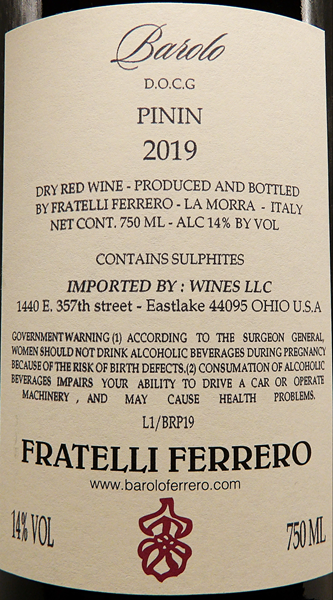 Barolo
D.O.C.G
PININ
2019
DRY RED WINE - PRODUCED AND BOTTLED
BY FRATELLI FERRERO - LA MORRA - ITALY
NET CONT. 750 ML - ALC 14% BY VOL
CONTAINS SULPHITES
IMPORTED BY : WINES LLC
1440 E. 357th street - Eastlake 44095 OHIO U.S.A
GOVERNMENT WARNING (1) ACCORDING TO THE SURGEON GENERAL,
WOMEN SHOULD NOT DRINK ALCOHOLIC BEVERAGES DURING PREGNANCY
BECAUSE OF THE RISK OF BIRTH DEFECTS.(2) CONSUMATION OF ALCOHOLIC
BEVERAGES IMPAIRS YOUR ABILITY TO DRIVE A CAR OR OPERATE
MACHINERY , AND MAY CAUSE HEALTH PROBLEMS.
L1/BRP19
FRATELLI FERRERO
www.baroloferrero.com
14% VOL
750 ML